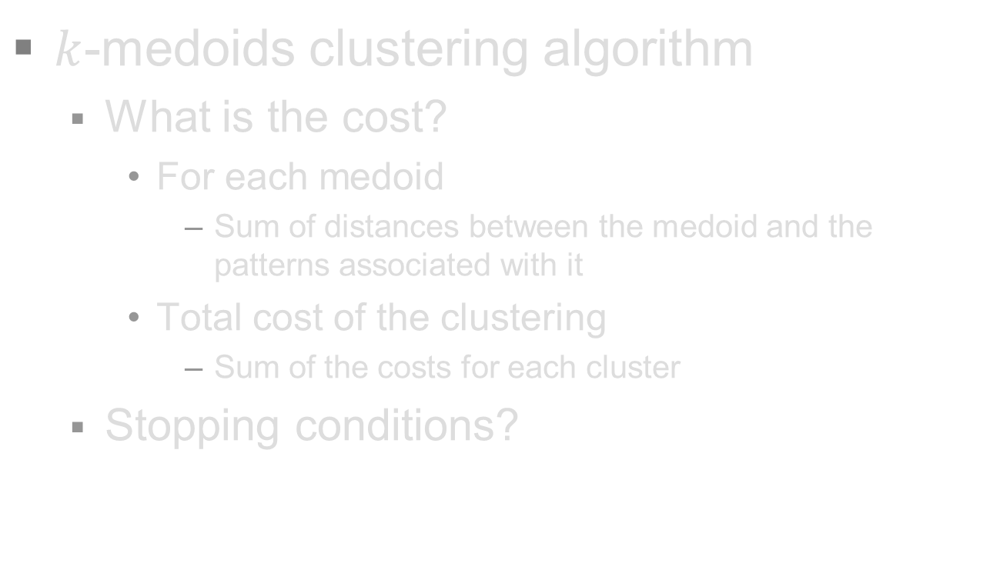 ▪ k-medoids clustering algorithm
▪ What is the cost?
• For each medoid
– Sum of distances between the medoid and the
patterns associated with it
• Total cost of the clustering
– Sum of the costs for each cluster
▪ Stopping conditions?